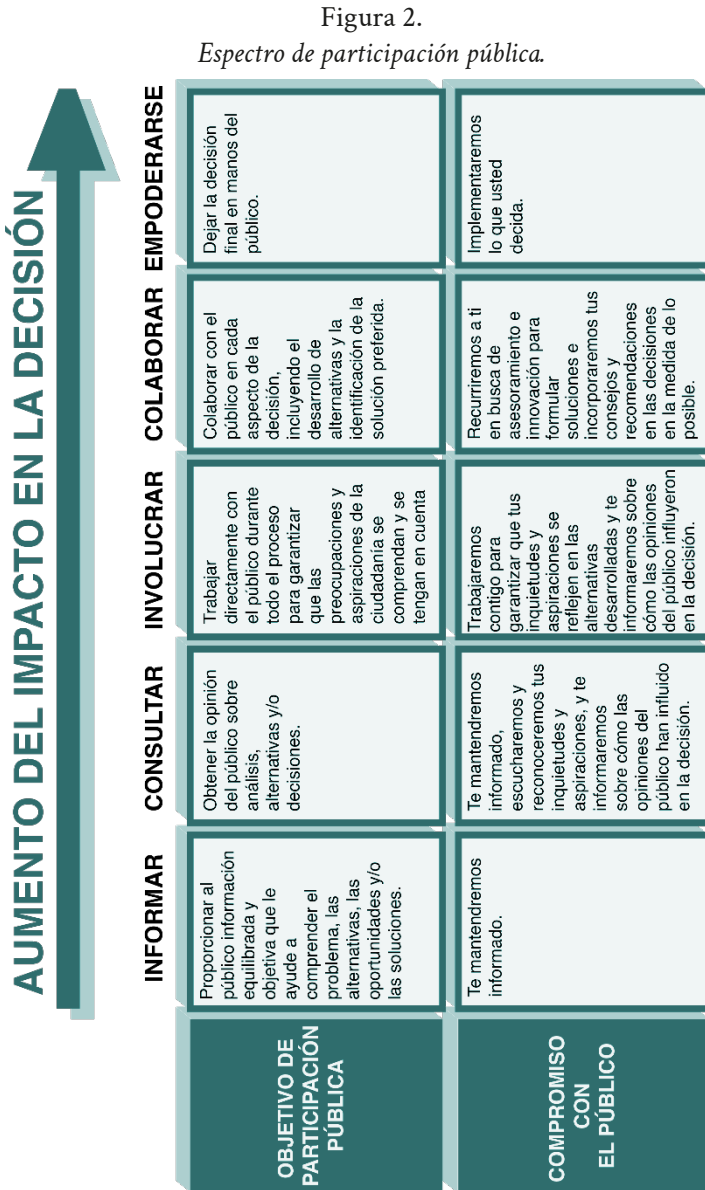 Figura 2.
Espectro de participación pública.
AUMENTO DEL IMPACTO EN LA DECISIÓN
INFORMAR
CONSULTAR
INVOLUCRAR
COLABORAR
EMPODERARSE
OBJETIVO DE
PARTICIPACIÓN
PÚBLICA
Proporcionar al
público información
equilibrada y
objetiva que le
ayude a
comprender el
problema, las
alternativas, las
oportunidades y/o
las soluciones.
Obtener la opinión
del público sobre
análisis,
alternativas y/o
decisiones.
Trabajar
directamente con
el público durante
todo el proceso
para garantizar
que las
preocupaciones y
aspiraciones de la
ciudadanía se
comprendan y se
tengan en cuenta
Colaborar con el
público en cada
aspecto de la
decisión,
incluyendo el
desarrollo de
alternativas y la
identificación de la
solución preferida.
Dejar la decisión
final en manos del
público.
COMPROMISO
CON
EL PÚBLICO
Te mantendremos
informado.
Te mantendremos
informado,
escucharemos y
reconoceremos tus
inquietudes y
aspiraciones, y te
informaremos
sobre cómo las
opiniones del
público han influido
en la decisión.
Trabajaremos
contigo para
garantizar que tus
inquietudes y
aspiraciones se
reflejen en las
alternativas
desarrolladas y te
informaremos sobre
cómo las opiniones
del público influyeron
en la decisión.
Recurriremos a ti
en busca de
asesoramiento e
innovación para
formular
soluciones e
incorporaremos tus
consejos y
recomendaciones
en las decisiones
en la medida de lo
posible.
Implementaremos
lo que usted
decida.